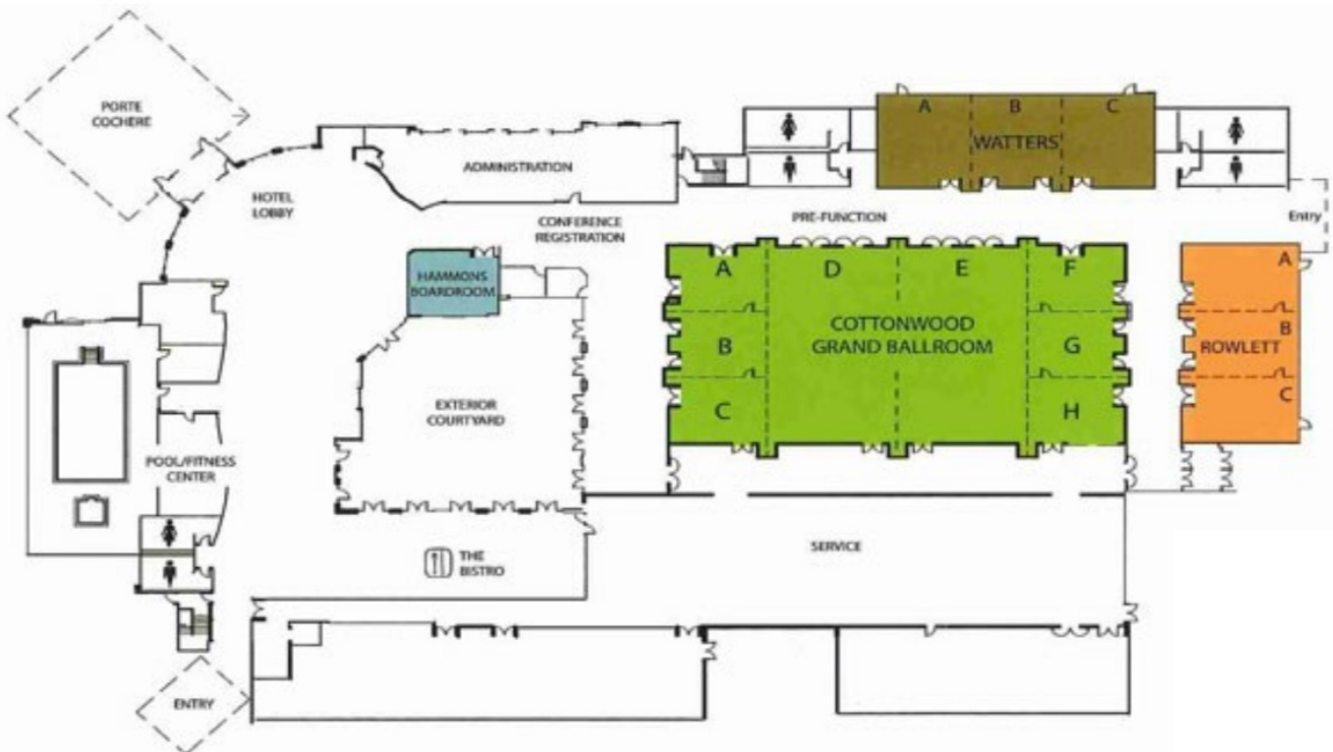 PORTE
COCHERE
HOTEL
LOBBY
ADMINISTRATION
CONFERENCE
REGISTRATION
PRE-FUNCTION
A
B
C
WATTERS
Entry
HAMMONS
BOARDROOM
A
D
E
F
B
COTTONWOOD
GRAND BALLROOM
G
C
H
A
B
ROWLETT
C
EXTERIOR
COURTYARD
POOL/FITNESS
CENTER
THE
BISTRO
SERVICE
ENTRY